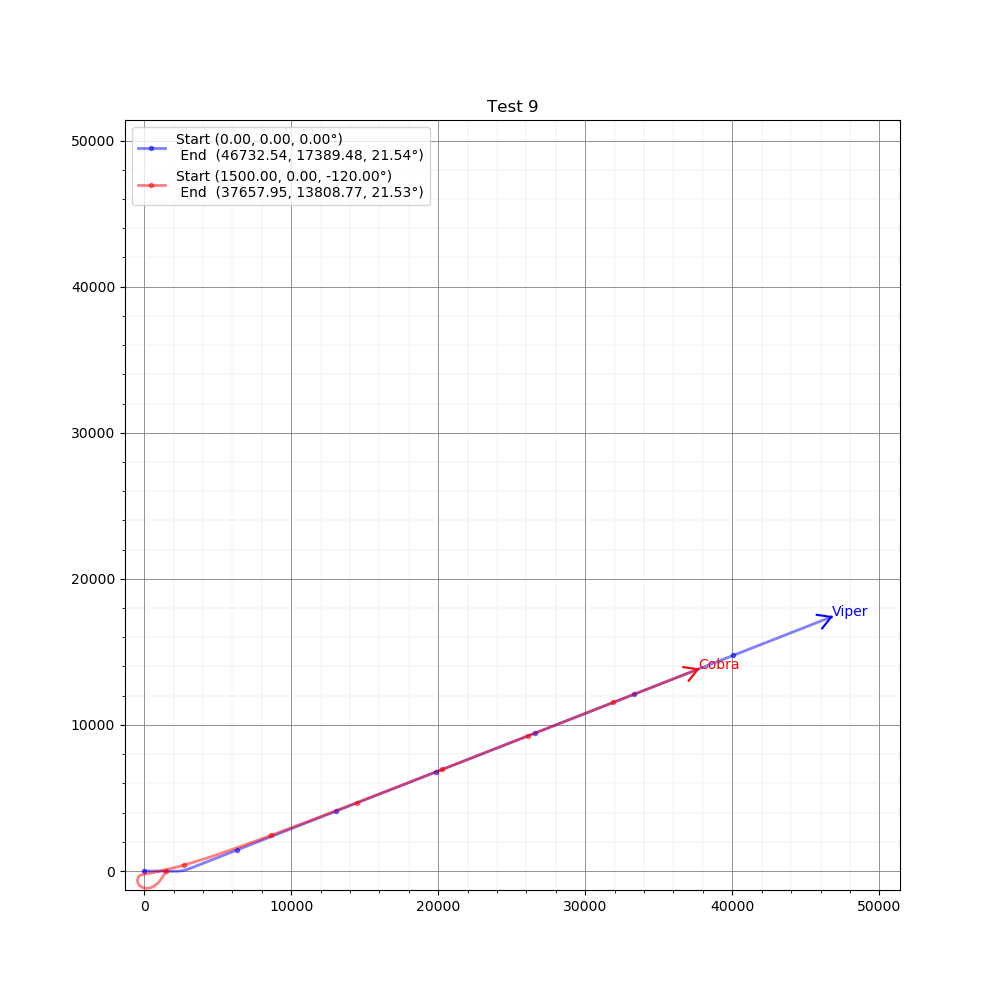 Test 9
Start (0.00, 0.00, 0.00°)
End  (46732.54, 17389.48, 21.54°)
Start (1500.00, 0.00, -120.00°)
End  (37657.95, 13808.77, 21.53°)
50000
40000
30000
20000
10000
0
Viper
Cobra
0 10000 20000 30000 40000 50000